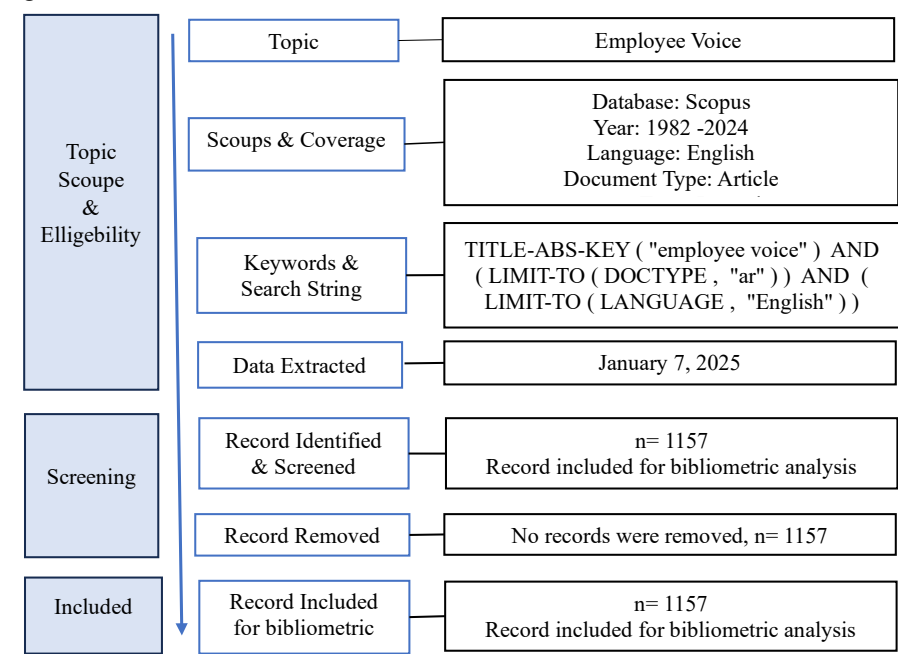 Topic
Scoupe
&
Elligebility
Topic
Employee Voice
Scoups & Coverage
Database: Scopus
Year: 1982 -2024
Language: English
Document Type: Article
Keywords &
Search String
TITLE-ABS-KEY ( "employee voice" ) AND
( LIMIT-TO ( DOCTYPE , "ar" ) ) AND (
LIMIT-TO ( LANGUAGE , "English" ) )
Data Extracted
January 7, 2025
Screening
Record Identified
& Screened
n= 1157
Record included for bibliometric analysis
Record Removed
No records were removed, n= 1157
Included
Record Included
for bibliometric
n= 1157
Record included for bibliometric analysis